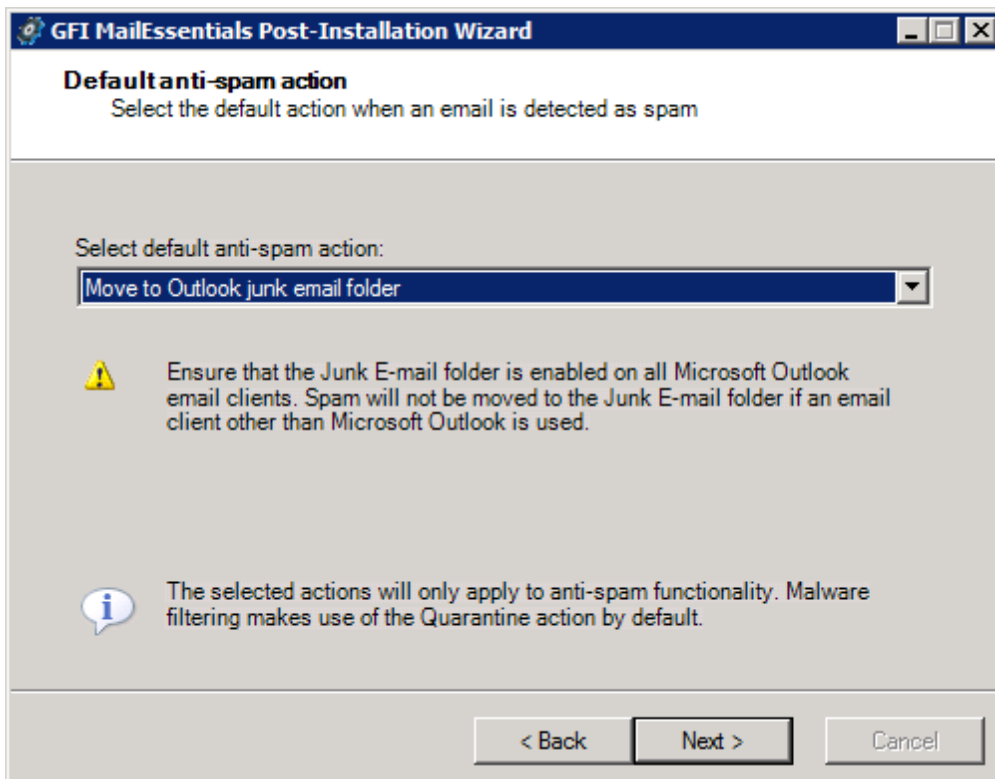 GFI MailEssentials Post-Installation Wizard
Default anti-spam action
Select the default action when an email is detected as spam
Select default anti-spam action:
Move to Outlook junk email folder
Ensure that the Junk E-mail folder is enabled on all Microsoft Outlook
email clients. Spam will not be moved to the Junk E-mail folder if an email
client other than Microsoft Outlook is used.
The selected actions will only apply to anti-spam functionality. Malware
filtering makes use of the Quarantine action by default.
< Back Next > Cancel